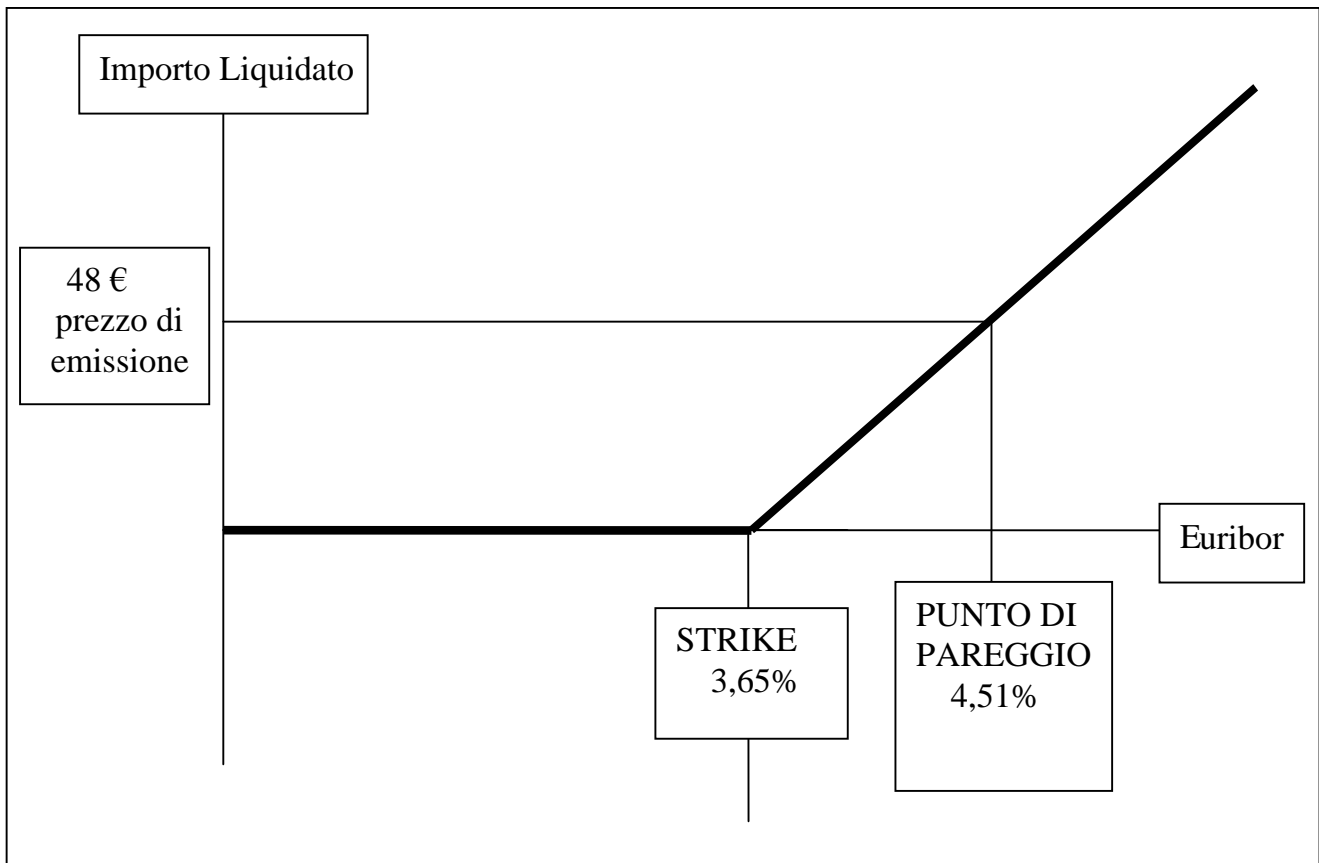 Importo Liquidato
48 €
prezzo di
emissione
Euribor
STRIKE
3,65%
PUNTO DI
PAREGGIO
4,51%